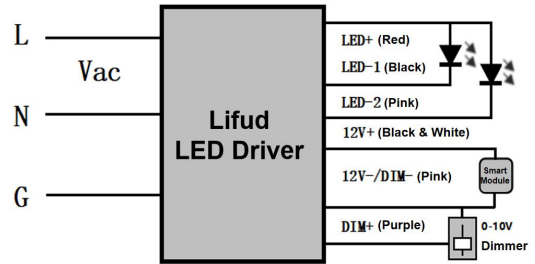 L
Vac
N
G
Lifud
LED Driver
LED+ (Red)
LED-1 (Black)
LED-2 (Pink)
12V+ (Black & White)
12V-/DIM- (Pink)
DIM+ (Purple)
Smart
Module
0-10V
Dimmer